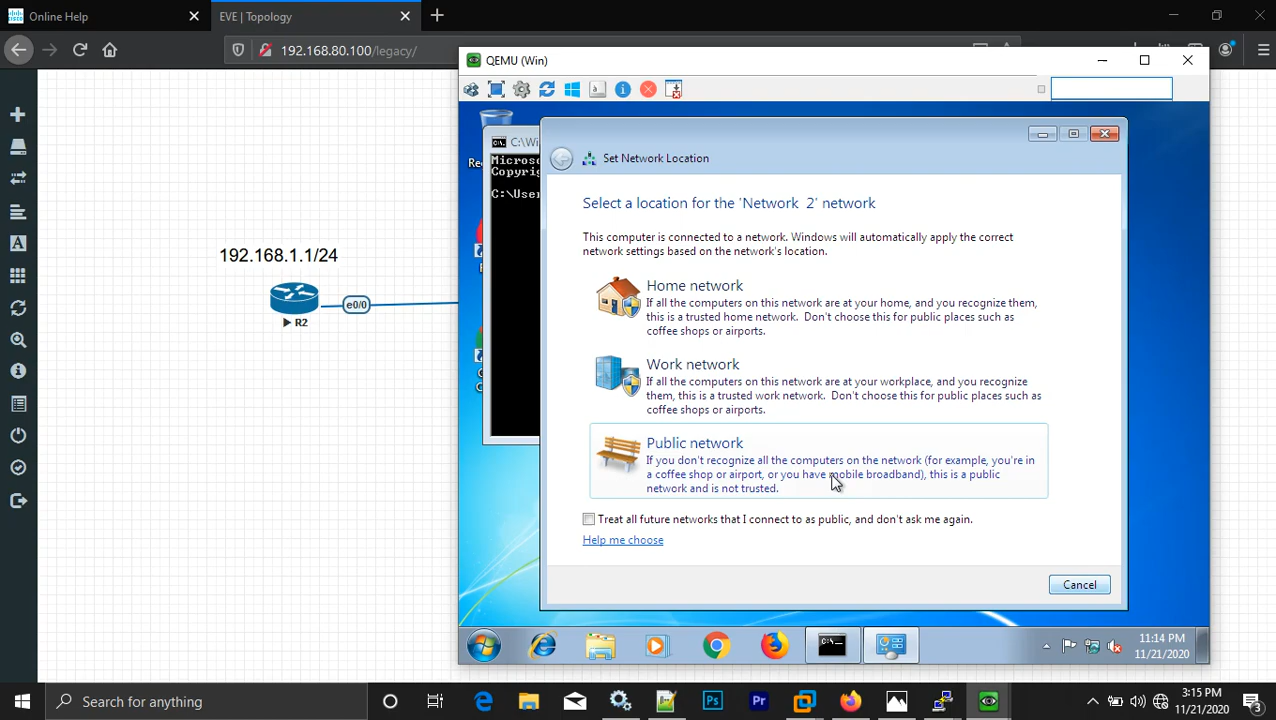 Online Help
EVE | Topology
192.168.80.100/legacy/
QEMU (Win)
C:\Wi
Micros
Copyri
C:\User
Set Network Location
Select a location for the 'Network 2' network
This computer is connected to a network. Windows will automatically apply the correct
network settings based on the network's location.
Home network
If all the computers on this network are at your home, and you recognize them,
this is a trusted home network. Don't choose this for public places such as
coffee shops or airports.
Work network
If all the computers on this network are at your workplace, and you recognize
them, this is a trusted work network. Don't choose this for public places such as
coffee shops or airports.
Public network
If you don't recognize all the computers on the network (for example, you're in
a coffee shop or airport, or you have mobile broadband), this is a public
network and is not trusted.
Treat all future networks that I connect to as public, and don't ask me again.
Help me choose
Cancel
192.168.1.1/24
e0/0
R2
11:14 PM
11/21/2020
Search for anything
3:15 PM
11/21/2020
3